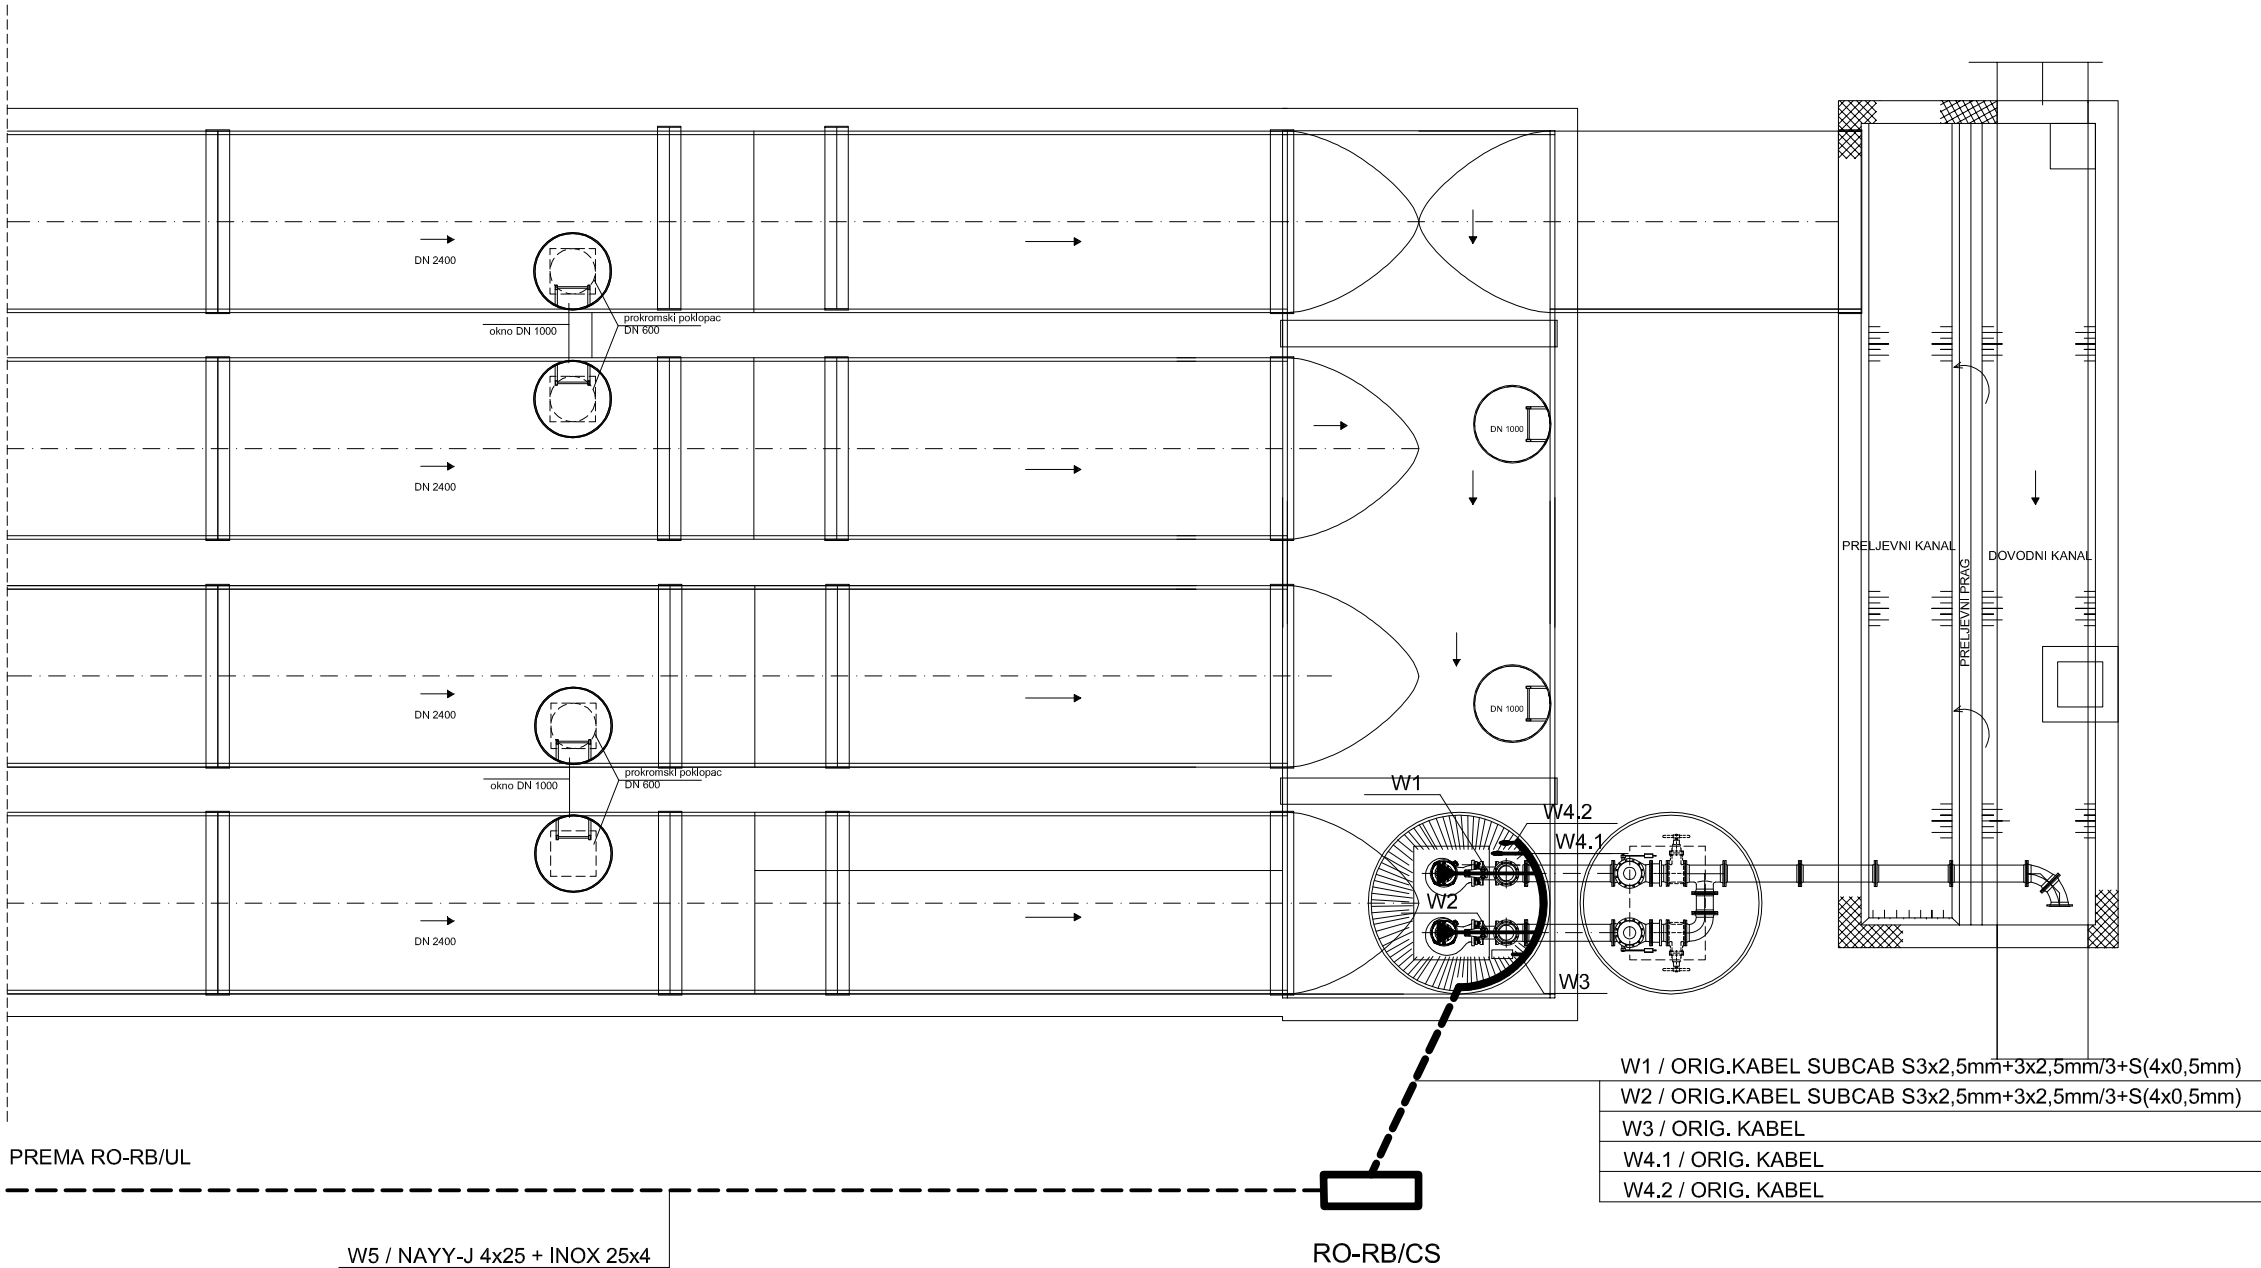 DN 2400
okno DN 1000
prokromski poklopac
DN 600
DN 1000
DN 2400
PRELJEVNI KANAL
PRELJEVNI PRAG
DOVODNI KANAL
DN 2400
DN 1000
okno DN 1000
prokromski poklopac
DN 600
W1
W4.2
W4.1
W2
DN 2400
W3
W1 / ORIG.KABEL SUBCAB S3x2,5mm+3x2,5mm/3+S(4x0,5mm)
W2 / ORIG.KABEL SUBCAB S3x2,5mm+3x2,5mm/3+S(4x0,5mm)
W3 / ORIG. KABEL
W4.1 / ORIG. KABEL
W4.2 / ORIG. KABEL
PREMA RO-RB/UL
W5 / NAYY-J 4x25 + INOX 25x4
RO-RB/CS